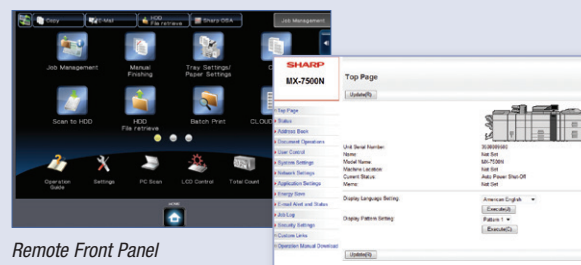 Copy
E-Mail
HDD
File retrieve
Sharp OSA
Job Management
Job Management
Manual
Finishing
Tray Settings/
Paper Settings
Scan to HDD
HDD
File retrieve
Batch Print
CLOUD
Operation
Guide
Settings
PC Scan
LCD Control
Total Count
HOME
Remote Front Panel
SHARP
MX-7500N
Top Page
Update(R)
Top Page
Status
Address Book
Document Operations
User Control
System Settings
Network Settings
Application Settings
Energy Save
E-mail Alert and Status
Job Log
Security Settings
Custom Links
Operation Manual Download
Unit Serial Number:
Name: Not Set
Model Name: MX-7500N
Machine Location: Not Set
Current Status: Auto Power Shut-Off
Memo: Not Set
Display Language Setting: American English
Execute(J)
Display Pattern Setting: Pattern 1
Execute(C)
Update(R)